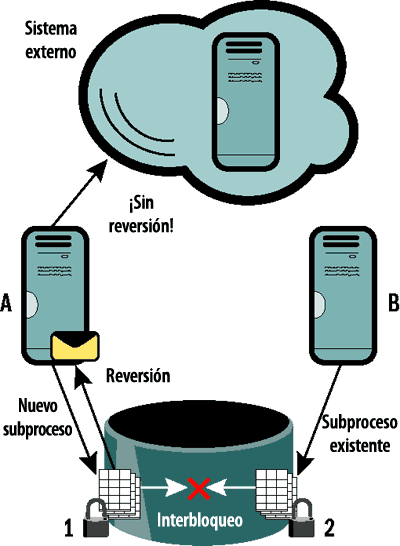 Sistema
externo
¡Sin
reversión!
A
B
Reversión
Nuevo
subproceso
Subproceso
existente
Interbloqueo
1
2